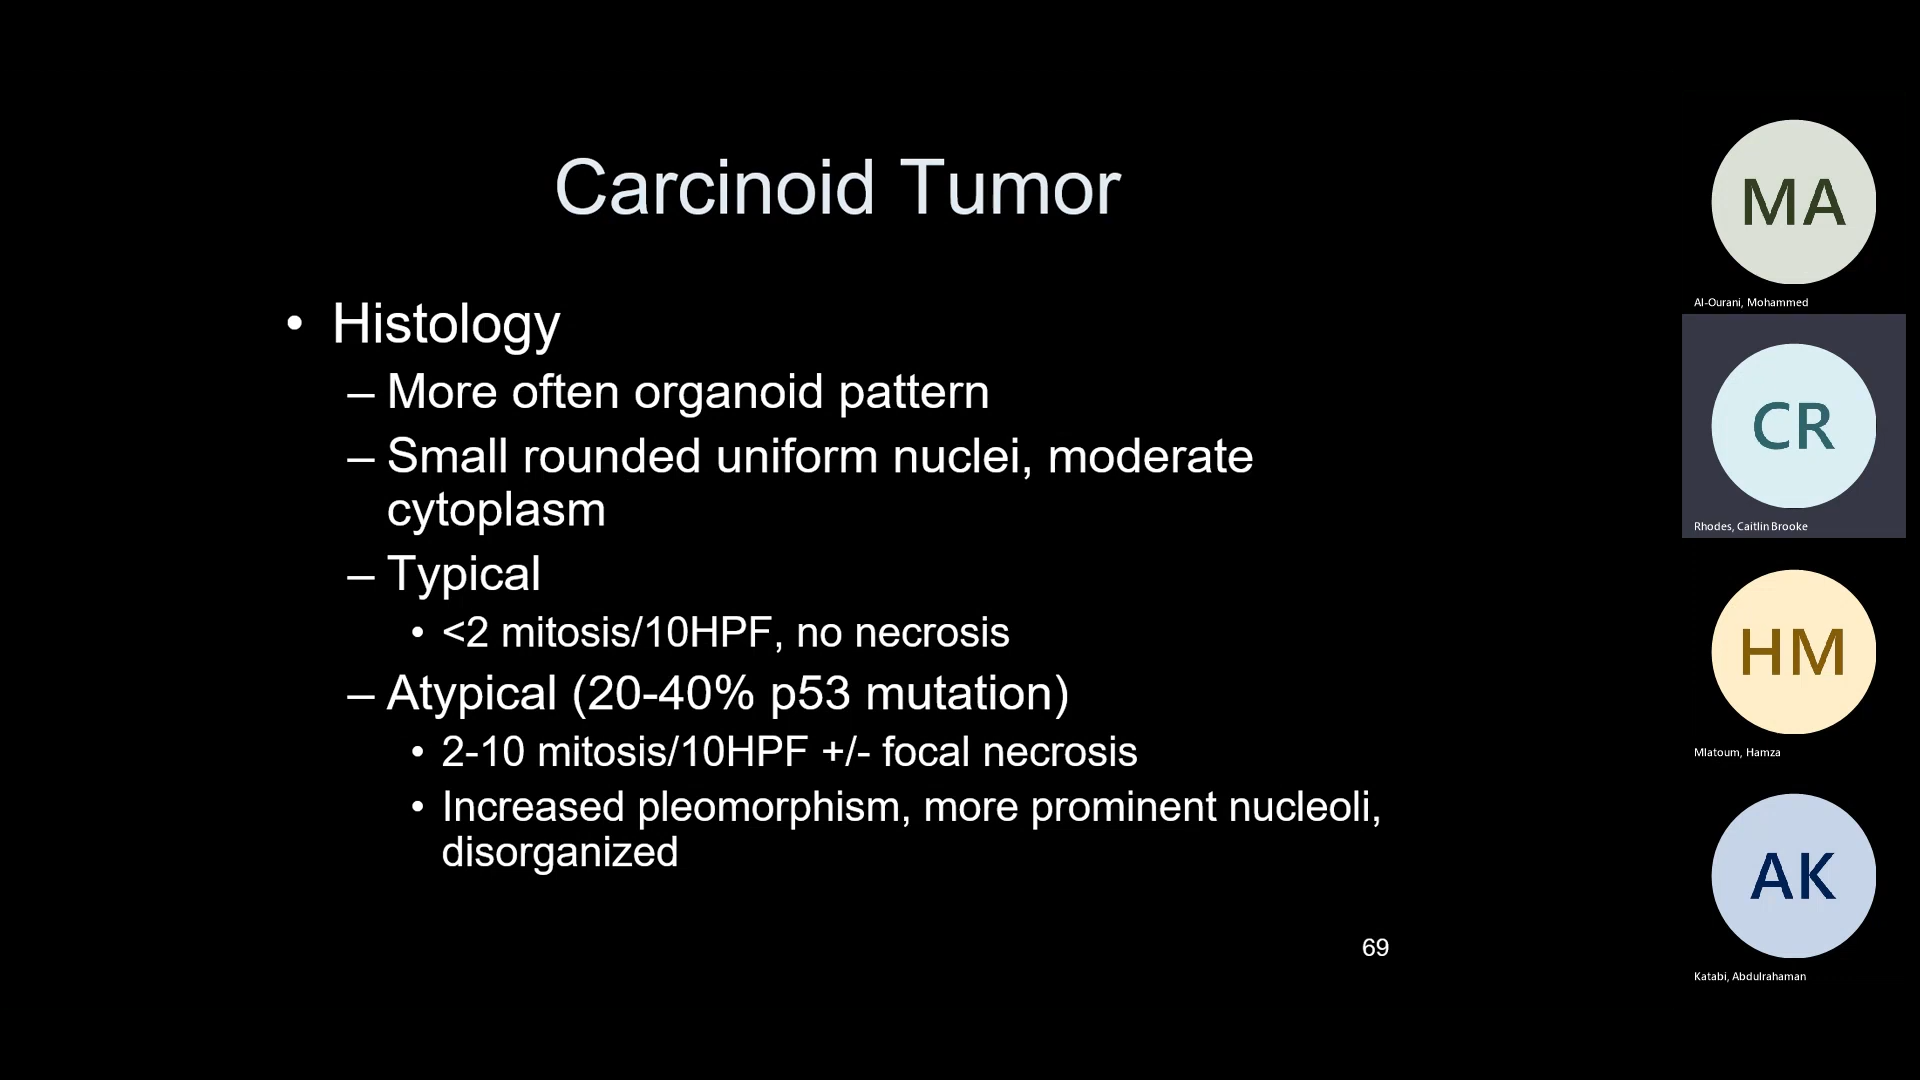 Carcinoid Tumor
• Histology
– More often organoid pattern
– Small rounded uniform nuclei, moderate
cytoplasm
– Typical
• <2 mitosis/10HPF, no necrosis
– Atypical (20-40% p53 mutation)
• 2-10 mitosis/10HPF +/- focal necrosis
• Increased pleomorphism, more prominent nucleoli,
disorganized
69
MA
Al-Ourani, Mohammed
CR
Rhodes, Caitlin Brooke
HM
Mlatoum, Hamza
AK
Katabi, Abdulrahaman